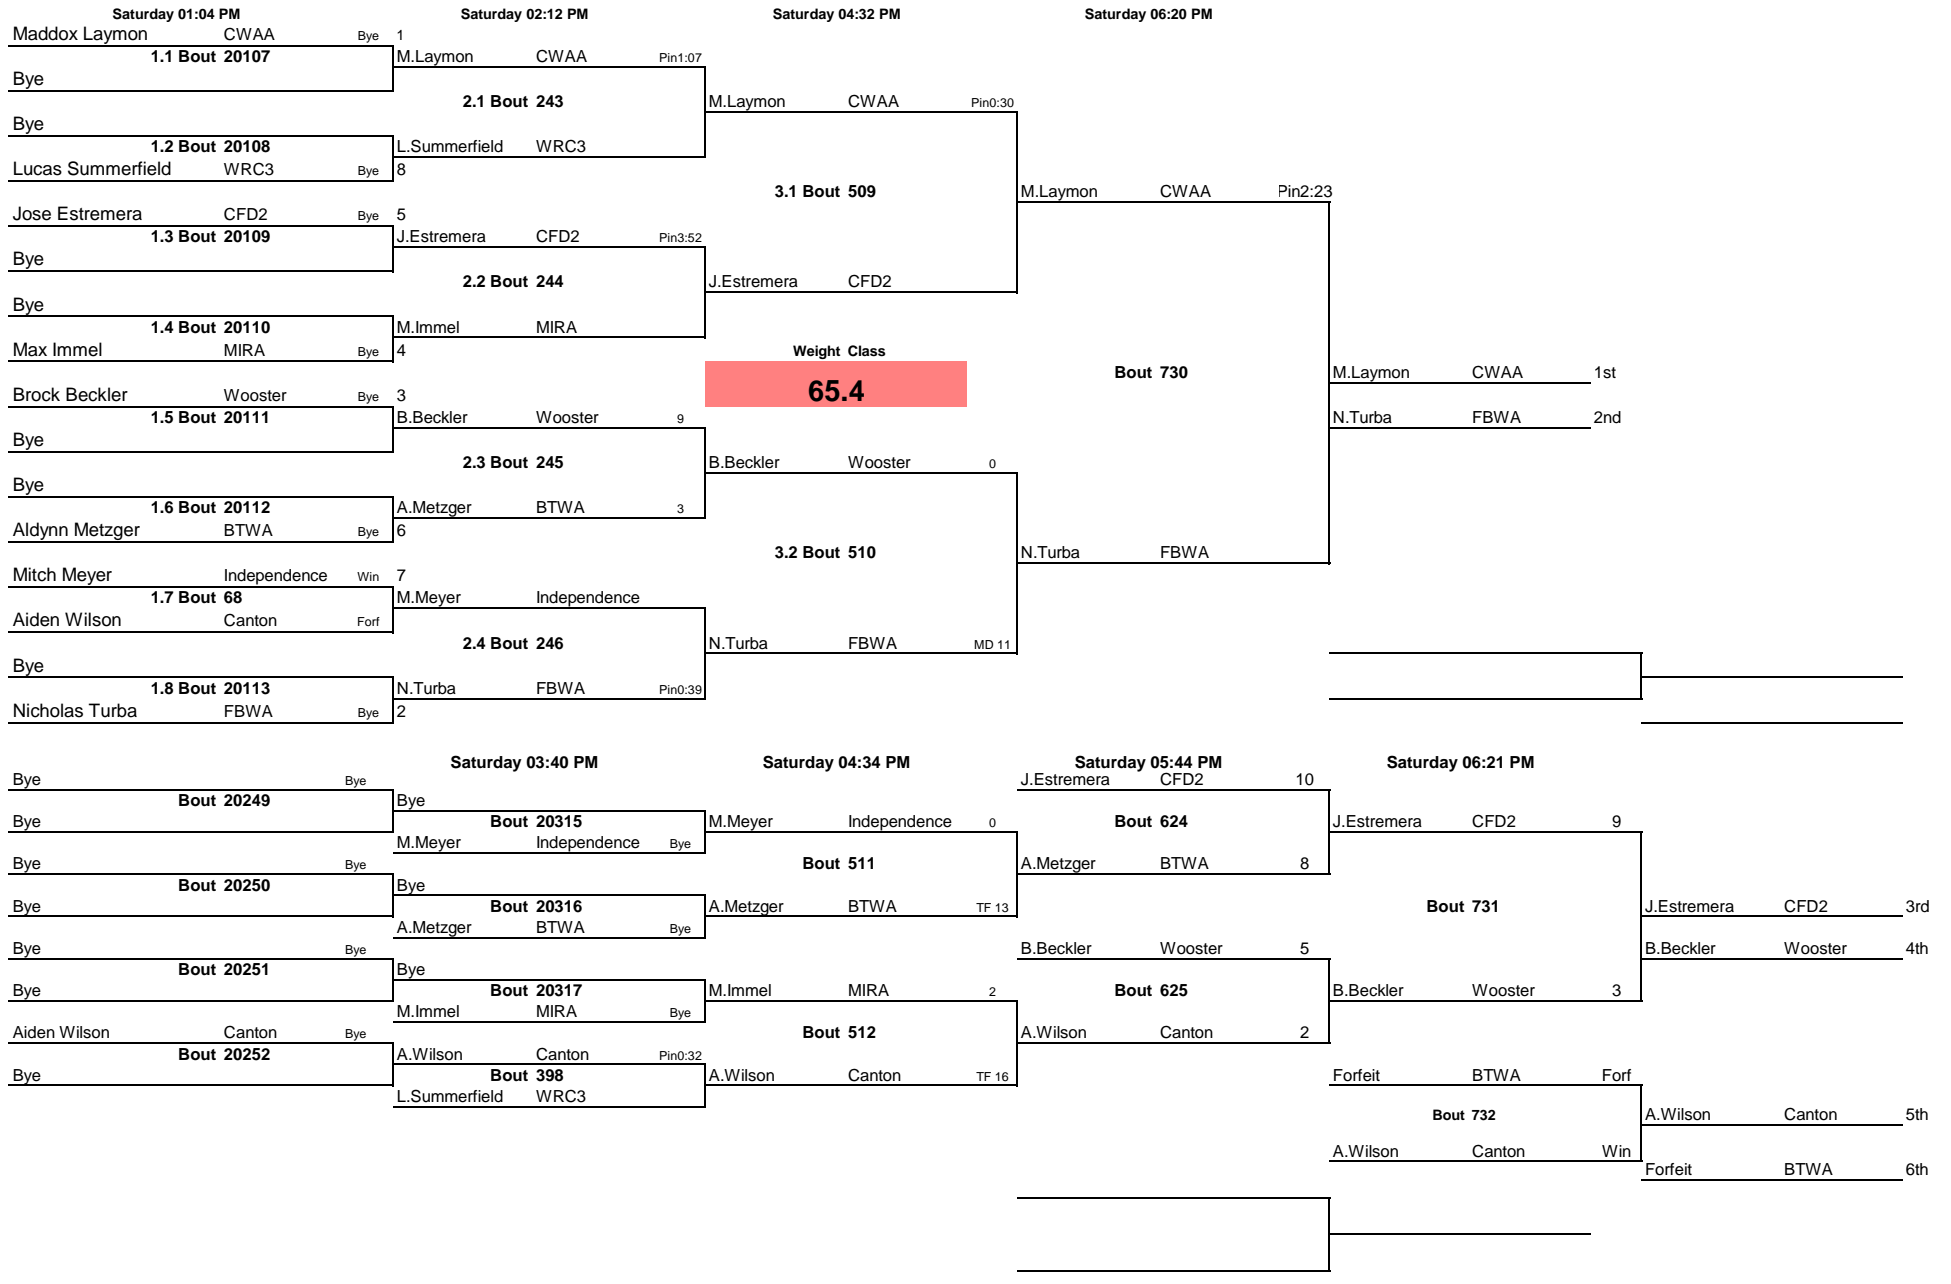 Saturday 01:04 PM Saturday 02:12 PM Saturday 04:32 PM Saturday 06:20 PM
Maddox Laymon CWAA Bye 1
1.1 Bout 20107 M.Laymon CWAA Pin1:07
Bye
2.1 Bout 243 M.Laymon CWAA Pin0:30
Bye
1.2 Bout 20108 L.Summerfield WRC3
Lucas Summerfield WRC3 Bye 8
3.1 Bout 509 M.Laymon CWAA Pin2:23
Jose Estremera CFD2 Bye 5
1.3 Bout 20109 J.Estremera CFD2 Pin3:52
Bye
2.2 Bout 244 J.Estremera CFD2
Bye
1.4 Bout 20110 M.Immel MIRA
Max Immel MIRA Bye 4 Weight Class
Bout 730 M.Laymon CWAA 1st
Brock Beckler Wooster Bye 3 65.4
1.5 Bout 20111 B.Beckler Wooster 9 N.Turba FBWA 2nd
Bye
2.3 Bout 245 B.Beckler Wooster 0
Bye
1.6 Bout 20112 A.Metzger BTWA 3
Aldynn Metzger BTWA Bye 6
3.2 Bout 510 N.Turba FBWA
Mitch Meyer Independence Win 7
1.7 Bout 68 M.Meyer Independence
Aiden Wilson Canton Forf
2.4 Bout 246 N.Turba FBWA MD 11
Bye
1.8 Bout 20113 N.Turba FBWA Pin0:39
Nicholas Turba FBWA Bye 2
Saturday 03:40 PM Saturday 04:34 PM Saturday 05:44 PM Saturday 06:21 PM
Bye Bye J.Estremera CFD2 10
Bout 20249 Bye
Bye Bout 20315 M.Meyer Independence 0 Bout 624 J.Estremera CFD2 9
M.Meyer Independence Bye
Bye Bye Bout 511 A.Metzger BTWA 8
Bout 20250 Bye
Bye Bout 20316 A.Metzger BTWA TF 13 Bout 731 J.Estremera CFD2 3rd
A.Metzger BTWA Bye
Bye Bye B.Beckler Wooster 5 B.Beckler Wooster 4th
Bout 20251 Bye
Bye Bout 20317 M.Immel MIRA 2 Bout 625 B.Beckler Wooster 3
M.Immel MIRA Bye
Aiden Wilson Canton Bye Bout 512 A.Wilson Canton 2
Bout 20252 A.Wilson Canton Pin0:32
Bye Bout 398 A.Wilson Canton TF 16 Forfeit BTWA Forf
L.Summerfield WRC3
Bout 732 A.Wilson Canton 5th
A.Wilson Canton Win
Forfeit BTWA 6th